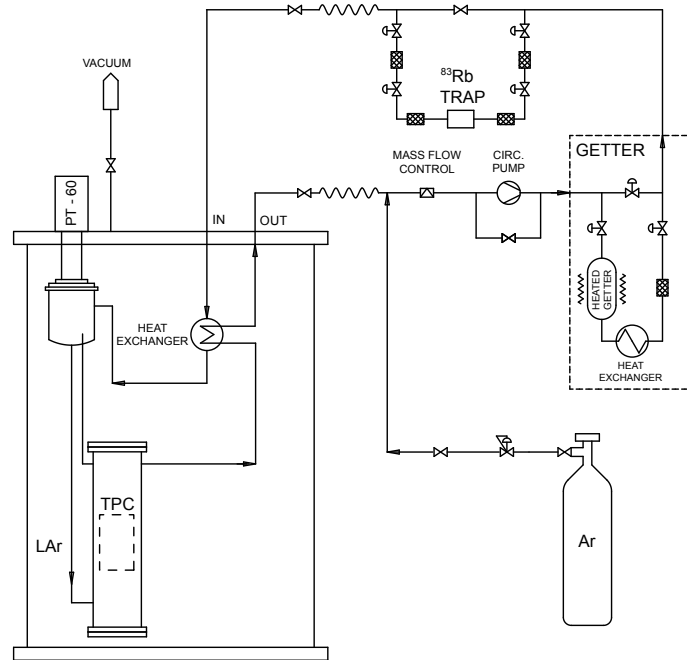 VACUUM
PT - 60
⁸³Rb
TRAP
MASS FLOW
CONTROL
CIRC.
PUMP
GETTER
IN
OUT
HEATED
GETTER
HEAT
EXCHANGER
HEAT
EXCHANGER
TPC
LAr
Ar